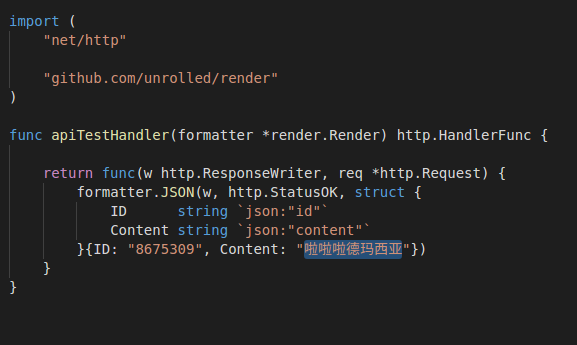 import (
    "net/http"
    "github.com/unrolled/render"
)
func apiTestHandler(formatter *render.Render) http.HandlerFunc {
    return func(w http.ResponseWriter, req *http.Request) {
        formatter.JSON(w, http.StatusOK, struct {
            ID      string `json:"id"`
            Content string `json:"content"`
        }{ID: "8675309", Content: "啦啦啦德玛西亚"})
    }
}